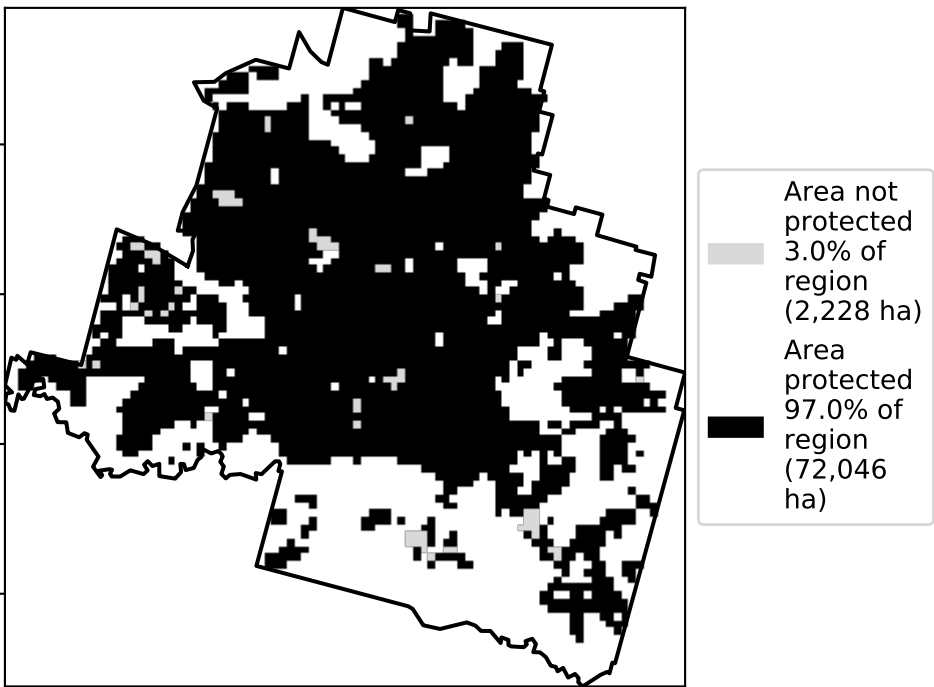 Area not
protected
3.0% of
region
(2,228 ha)
Area
protected
97.0% of
region
(72,046
ha)